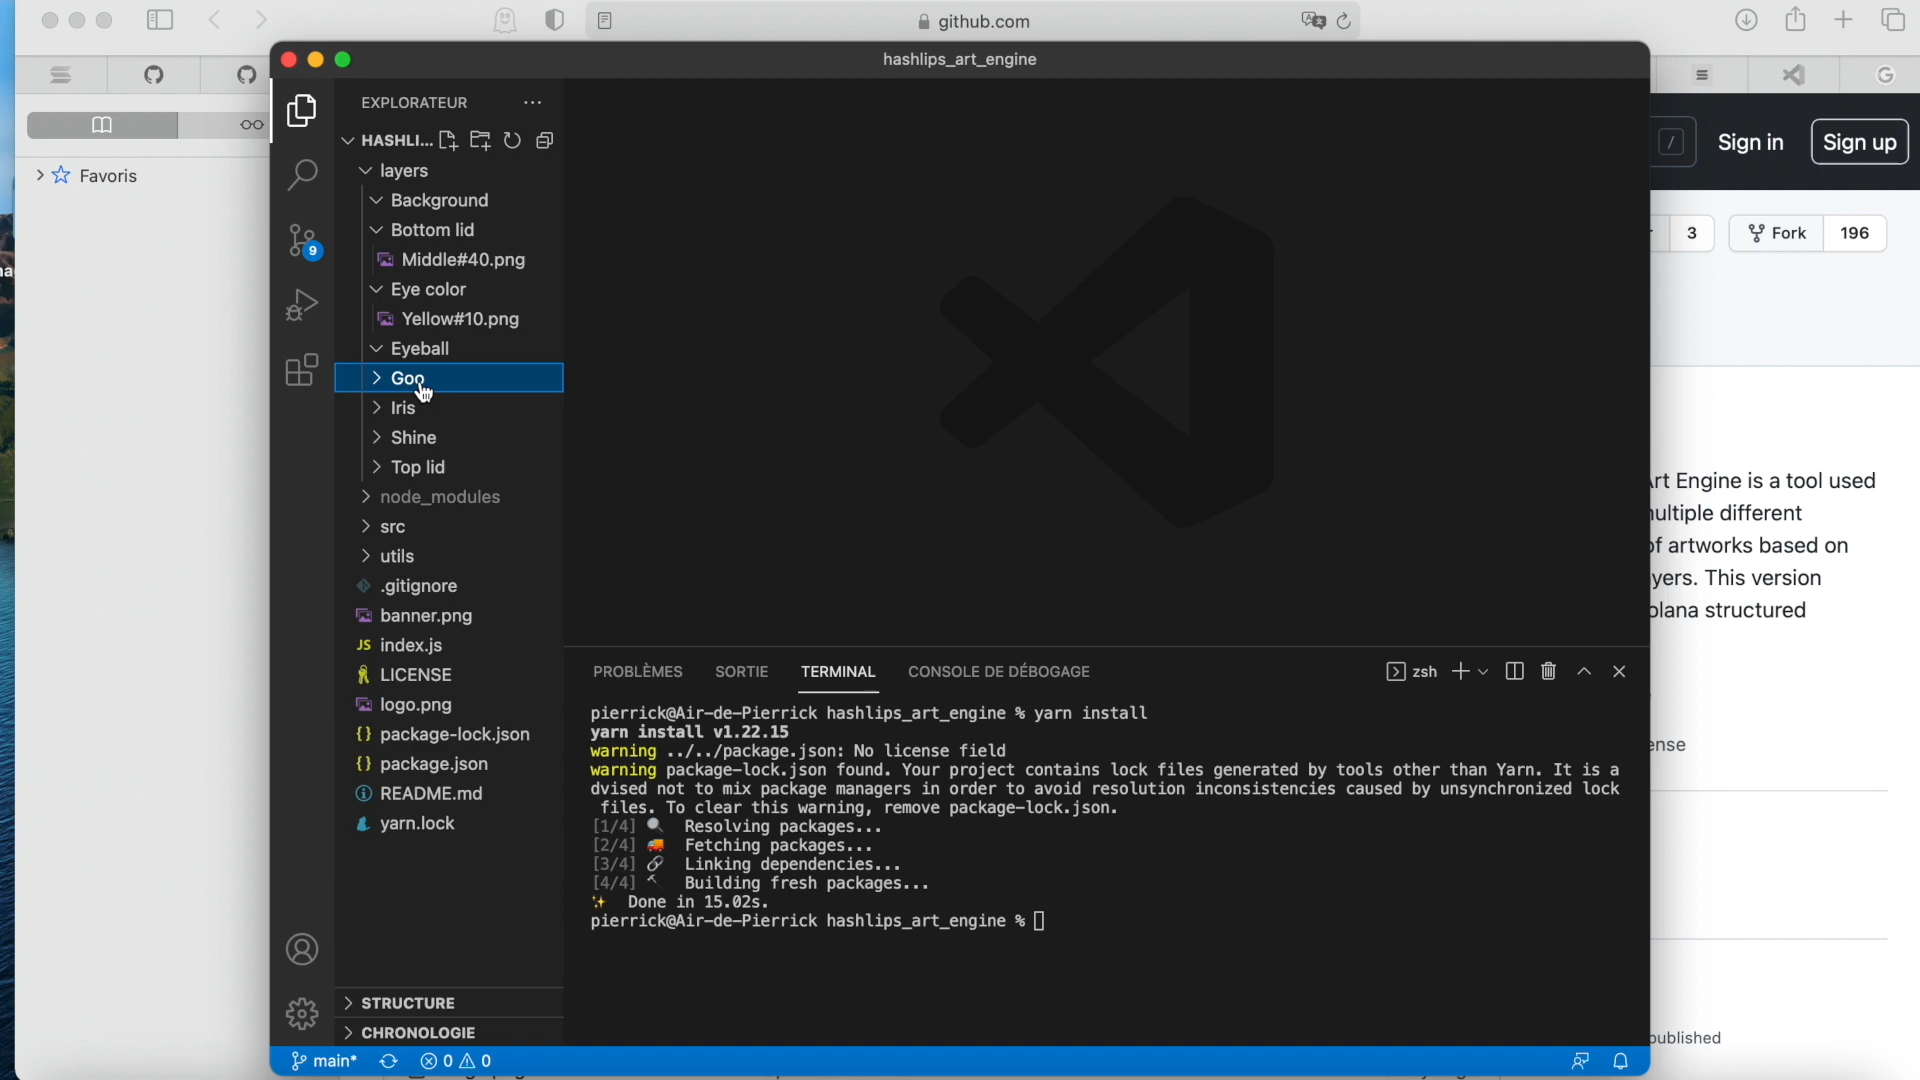 github.com
hashlips_art_engine
Favoris
EXPLORATEUR
HASHLI...
layers
Background
Bottom lid
Middle#40.png
Eye color
Yellow#10.png
Eyeball
Goo
Iris
Shine
Top lid
node_modules
src
utils
.gitignore
banner.png
JS index.js
LICENSE
logo.png
{} package-lock.json
{} package.json
README.md
yarn.lock
STRUCTURE
CHRONOLOGIE
9
PROBLÈMES SORTIE TERMINAL CONSOLE DE DÉBOGAGE
zsh
pierrick@Air-de-Pierrick hashlips_art_engine % yarn install
yarn install v1.22.15
warning ../../package.json: No license field
warning package-lock.json found. Your project contains lock files generated by tools other than Yarn. It is a
dvised not to mix package managers in order to avoid resolution inconsistencies caused by unsynchronized lock
files. To clear this warning, remove package-lock.json.
[1/4] 🔍 Resolving packages...
[2/4] 🚚 Fetching packages...
[3/4] 🔗 Linking dependencies...
[4/4] 🔨 Building fresh packages...
✨ Done in 15.02s.
pierrick@Air-de-Pierrick hashlips_art_engine %
main* 0 0
/ Sign in Sign up
3 Fork 196
Art Engine is a tool used
ultiple different
of artworks based on
yers. This version
olana structured
ense
published